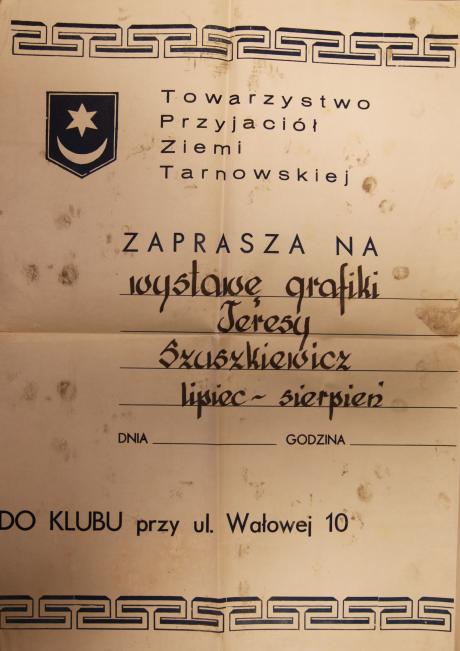 Towarzystwo
Przyjaciół
Ziemi
Tarnowskiej
ZAPRASZA NA
wystawę grafiki
Teresy
Szuszkiewicz
lipiec - sierpień
DNIA GODZINA
DO KLUBU przy ul. Wałowej 10